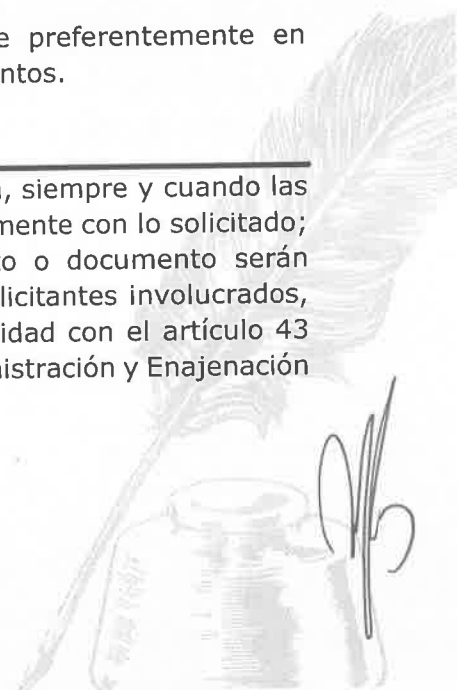 e preferentemente en
ntos.
, siempre y cuando las
mente con lo solicitado;
o o documento serán
licitantes involucrados,
idad con el artículo 43
istración y Enajenación